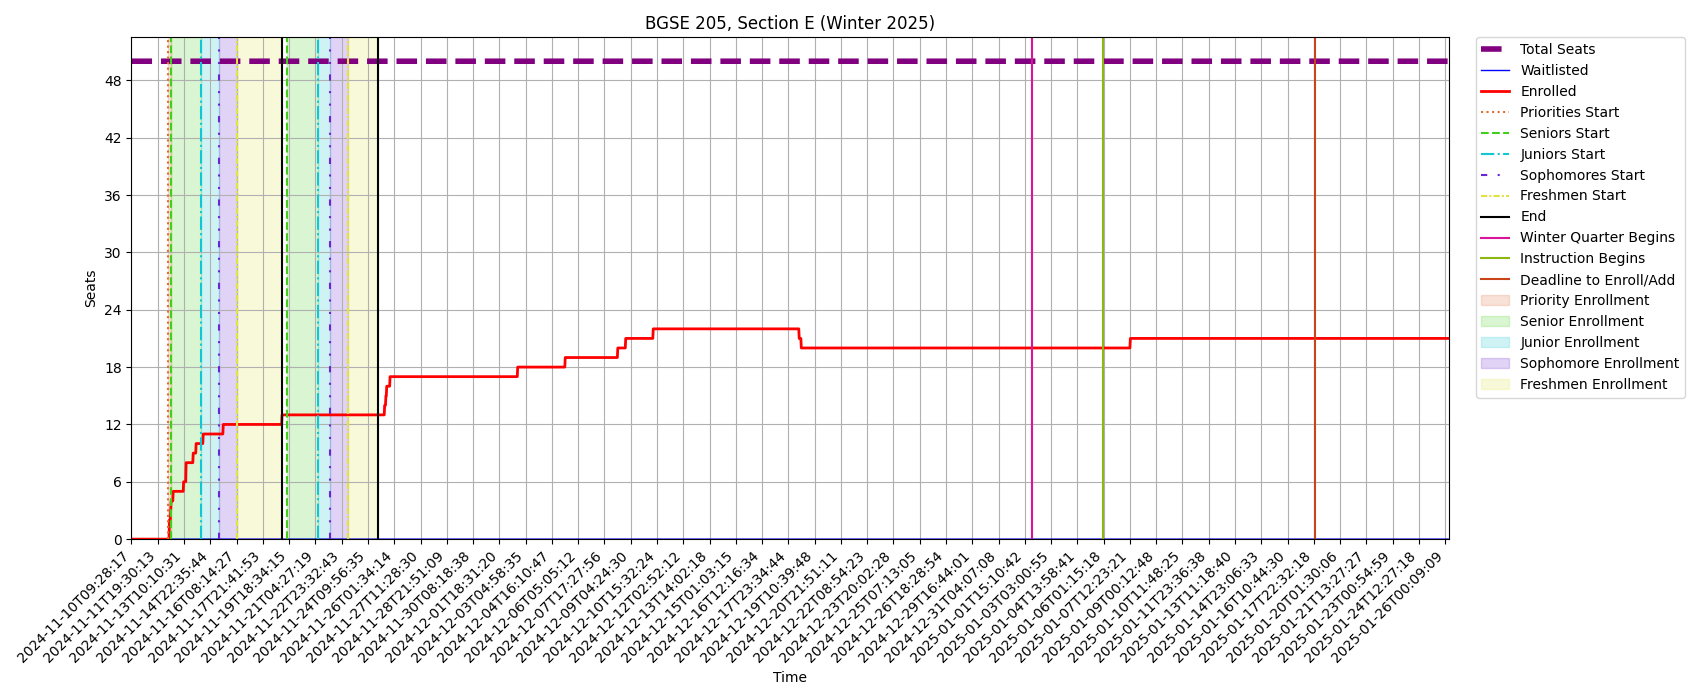 BGSE 205, Section E (Winter 2025)
Seats
48
42
36
30
24
18
12
6
0
2024-11-10T09:28:17
2024-11-11T19:30:13
2024-11-13T10:10:31
2024-11-14T22:35:44
2024-11-16T08:14:27
2024-11-17T21:41:53
2024-11-19T18:34:15
2024-11-21T04:27:19
2024-11-22T23:32:43
2024-11-24T09:56:35
2024-11-26T01:34:14
2024-11-27T11:28:30
2024-11-28T21:51:09
2024-11-30T08:18:38
2024-12-01T18:31:20
2024-12-03T04:58:35
2024-12-04T16:10:47
2024-12-06T05:05:12
2024-12-07T17:27:56
2024-12-09T04:24:30
2024-12-10T15:32:24
2024-12-12T02:52:12
2024-12-13T14:02:18
2024-12-15T01:03:15
2024-12-16T12:16:34
2024-12-17T23:34:44
2024-12-19T10:39:48
2024-12-20T21:51:11
2024-12-22T08:54:23
2024-12-23T20:02:28
2024-12-25T07:13:05
2024-12-26T18:28:54
2024-12-29T16:44:01
2024-12-31T04:07:08
2025-01-01T15:10:42
2025-01-03T03:00:55
2025-01-04T13:58:41
2025-01-06T01:15:18
2025-01-07T12:23:21
2025-01-09T00:12:48
2025-01-10T11:48:25
2025-01-11T23:36:38
2025-01-13T11:18:40
2025-01-14T23:06:33
2025-01-16T10:44:30
2025-01-17T22:32:18
2025-01-20T01:30:06
2025-01-21T13:27:27
2025-01-23T00:54:59
2025-01-24T12:27:18
2025-01-26T00:09:09
Time
Total Seats
Waitlisted
Enrolled
Priorities Start
Seniors Start
Juniors Start
Sophomores Start
Freshmen Start
End
Winter Quarter Begins
Instruction Begins
Deadline to Enroll/Add
Priority Enrollment
Senior Enrollment
Junior Enrollment
Sophomore Enrollment
Freshmen Enrollment